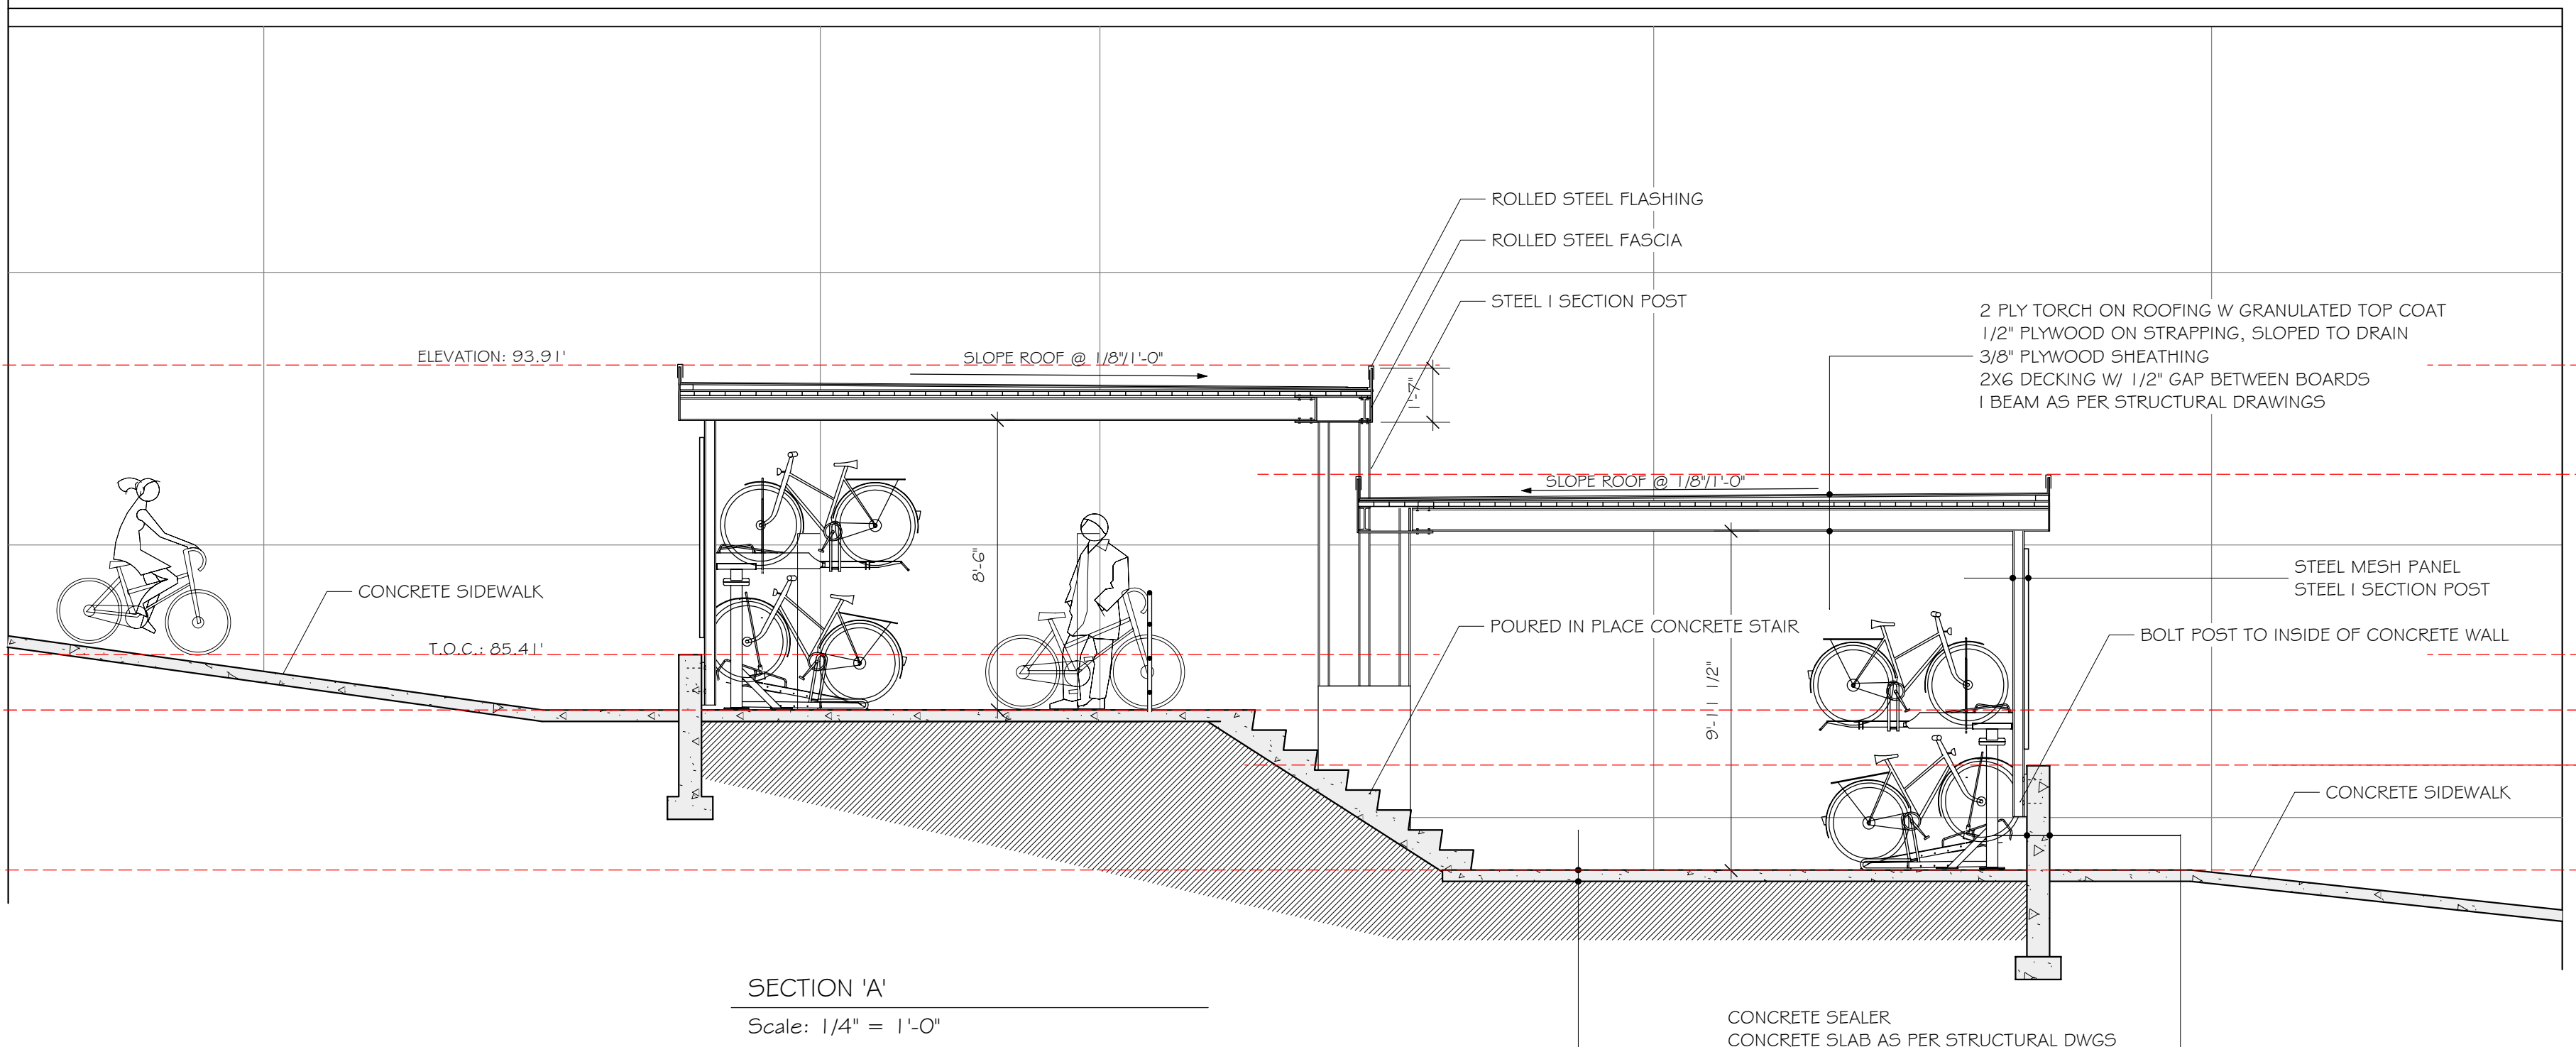 ROLLED STEEL FLASHING
ROLLED STEEL FASCIA
STEEL I SECTION POST
2 PLY TORCH ON ROOFING W GRANULATED TOP COAT
1/2" PLYWOOD ON STRAPPING, SLOPED TO DRAIN
3/8" PLYWOOD SHEATHING
2X6 DECKING W/ 1/2" GAP BETWEEN BOARDS
I BEAM AS PER STRUCTURAL DRAWINGS
ELEVATION: 93.91'
SLOPE ROOF @ 1/8"/1'-0"
1'-7"
SLOPE ROOF @ 1/8"/1'-0"
8'-6"
STEEL MESH PANEL
STEEL I SECTION POST
CONCRETE SIDEWALK
POURED IN PLACE CONCRETE STAIR
BOLT POST TO INSIDE OF CONCRETE WALL
T.O.C.: 85.41'
9'-11 1/2"
CONCRETE SIDEWALK
SECTION 'A'
Scale: 1/4" = 1'-0"
CONCRETE SEALER
CONCRETE SLAB AS PER STRUCTURAL DWGS